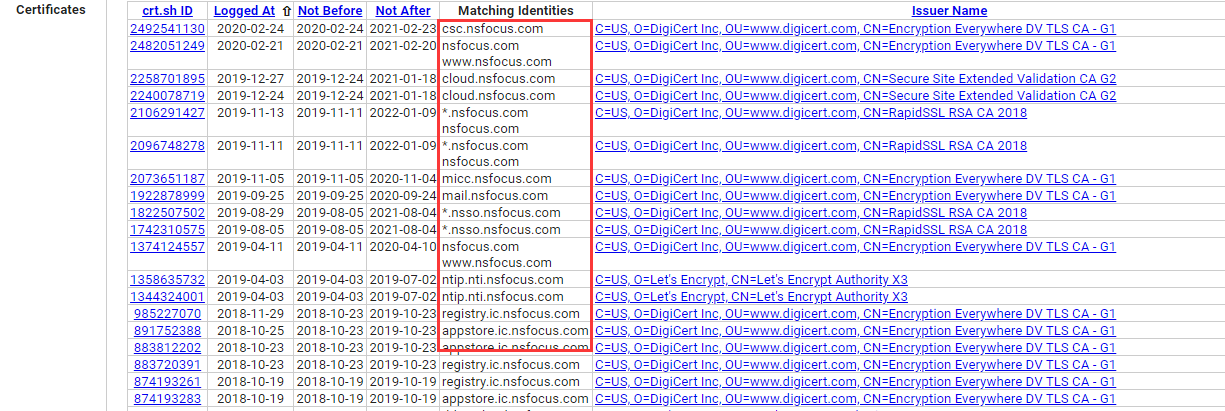 Certificates
crt.sh ID Logged At ⇧ Not Before Not After Matching Identities Issuer Name
2492541130 2020-02-24 2020-02-24 2021-02-23 csc.nsfocus.com C=US, O=DigiCert Inc, OU=www.digicert.com, CN=Encryption Everywhere DV TLS CA - G1
2482051249 2020-02-21 2020-02-21 2021-02-20 nsfocus.com C=US, O=DigiCert Inc, OU=www.digicert.com, CN=Encryption Everywhere DV TLS CA - G1
www.nsfocus.com
2258701895 2019-12-27 2019-12-24 2021-01-18 cloud.nsfocus.com C=US, O=DigiCert Inc, OU=www.digicert.com, CN=Secure Site Extended Validation CA G2
2240078719 2019-12-24 2019-12-24 2021-01-18 cloud.nsfocus.com C=US, O=DigiCert Inc, OU=www.digicert.com, CN=Secure Site Extended Validation CA G2
2106291427 2019-11-13 2019-11-11 2022-01-09 *.nsfocus.com C=US, O=DigiCert Inc, OU=www.digicert.com, CN=RapidSSL RSA CA 2018
nsfocus.com
2096748278 2019-11-11 2019-11-11 2022-01-09 *.nsfocus.com C=US, O=DigiCert Inc, OU=www.digicert.com, CN=RapidSSL RSA CA 2018
nsfocus.com
2073651187 2019-11-05 2019-11-05 2020-11-04 micc.nsfocus.com C=US, O=DigiCert Inc, OU=www.digicert.com, CN=Encryption Everywhere DV TLS CA - G1
1922878999 2019-09-25 2019-09-25 2020-09-24 mail.nsfocus.com C=US, O=DigiCert Inc, OU=www.digicert.com, CN=Encryption Everywhere DV TLS CA - G1
1822507502 2019-08-29 2019-08-05 2021-08-04 *.nsso.nsfocus.com C=US, O=DigiCert Inc, OU=www.digicert.com, CN=RapidSSL RSA CA 2018
1742310575 2019-08-05 2019-08-05 2021-08-04 *.nsso.nsfocus.com C=US, O=DigiCert Inc, OU=www.digicert.com, CN=RapidSSL RSA CA 2018
1374124557 2019-04-11 2019-04-11 2020-04-10 nsfocus.com C=US, O=DigiCert Inc, OU=www.digicert.com, CN=Encryption Everywhere DV TLS CA - G1
www.nsfocus.com
1358635732 2019-04-03 2019-04-03 2019-07-02 ntip.nti.nsfocus.com C=US, O=Let's Encrypt, CN=Let's Encrypt Authority X3
1344324001 2019-04-03 2019-04-03 2019-07-02 ntip.nti.nsfocus.com C=US, O=Let's Encrypt, CN=Let's Encrypt Authority X3
985227070 2018-11-29 2018-10-23 2019-10-23 registry.ic.nsfocus.com C=US, O=DigiCert Inc, OU=www.digicert.com, CN=Encryption Everywhere DV TLS CA - G1
891752388 2018-10-25 2018-10-23 2019-10-23 appstore.ic.nsfocus.com C=US, O=DigiCert Inc, OU=www.digicert.com, CN=Encryption Everywhere DV TLS CA - G1
883812202 2018-10-23 2018-10-23 2019-10-23 appstore.ic.nsfocus.com C=US, O=DigiCert Inc, OU=www.digicert.com, CN=Encryption Everywhere DV TLS CA - G1
883720391 2018-10-23 2018-10-23 2019-10-23 registry.ic.nsfocus.com C=US, O=DigiCert Inc, OU=www.digicert.com, CN=Encryption Everywhere DV TLS CA - G1
874193261 2018-10-19 2018-10-19 2019-10-19 registry.ic.nsfocus.com C=US, O=DigiCert Inc, OU=www.digicert.com, CN=Encryption Everywhere DV TLS CA - G1
874193283 2018-10-19 2018-10-19 2019-10-19 appstore.ic.nsfocus.com C=US, O=DigiCert Inc, OU=www.digicert.com, CN=Encryption Everywhere DV TLS CA - G1